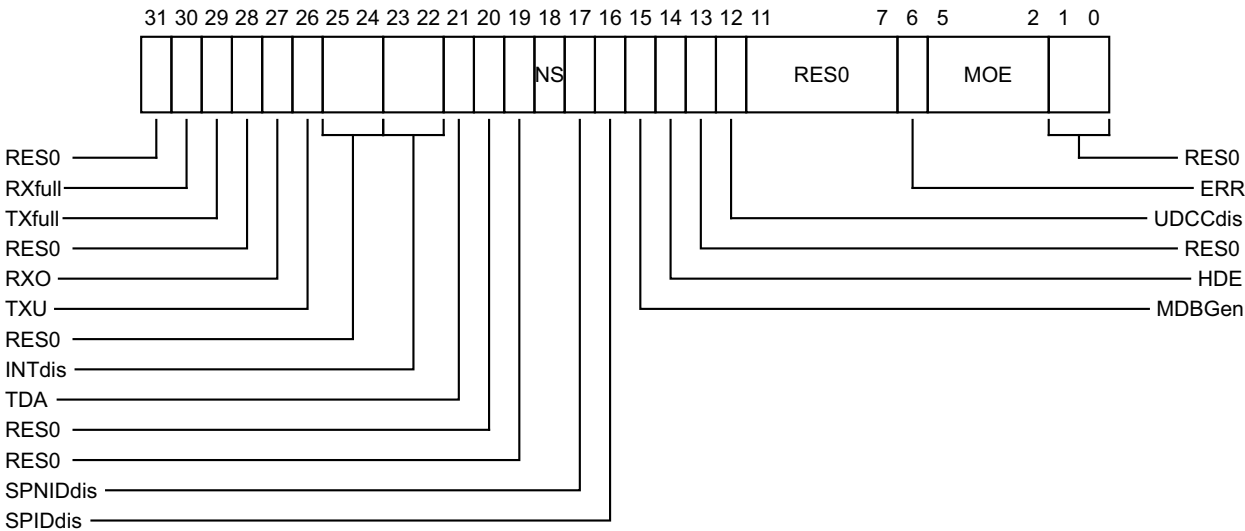 31 30 29 28 27 26 25 24 23 22 21 20 19 18 17 16 15 14 13 12 11 7 6 5 2 1 0
NS RES0 MOE
RES0 RES0
RXfull ERR
TXfull UDCCdis
RES0 RES0
RXO HDE
TXU MDBGen
RES0
INTdis
TDA
RES0
RES0
SPNIDdis
SPIDdis